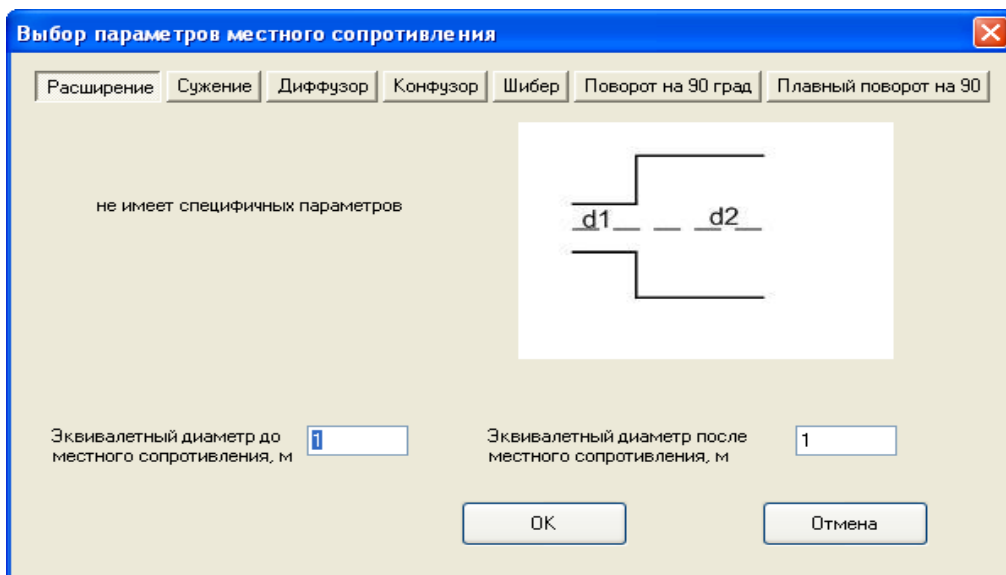 Выбор параметров местного сопротивления
Расширение Сужение Диффузор Конфузор Шибер Поворот на 90 град Плавный поворот на 90
не имеет специфичных параметров
d1 d2
Эквивалетный диаметр до
местного сопротивления, м
1
Эквивалетный диаметр после
местного сопротивления, м
1
OK Отмена